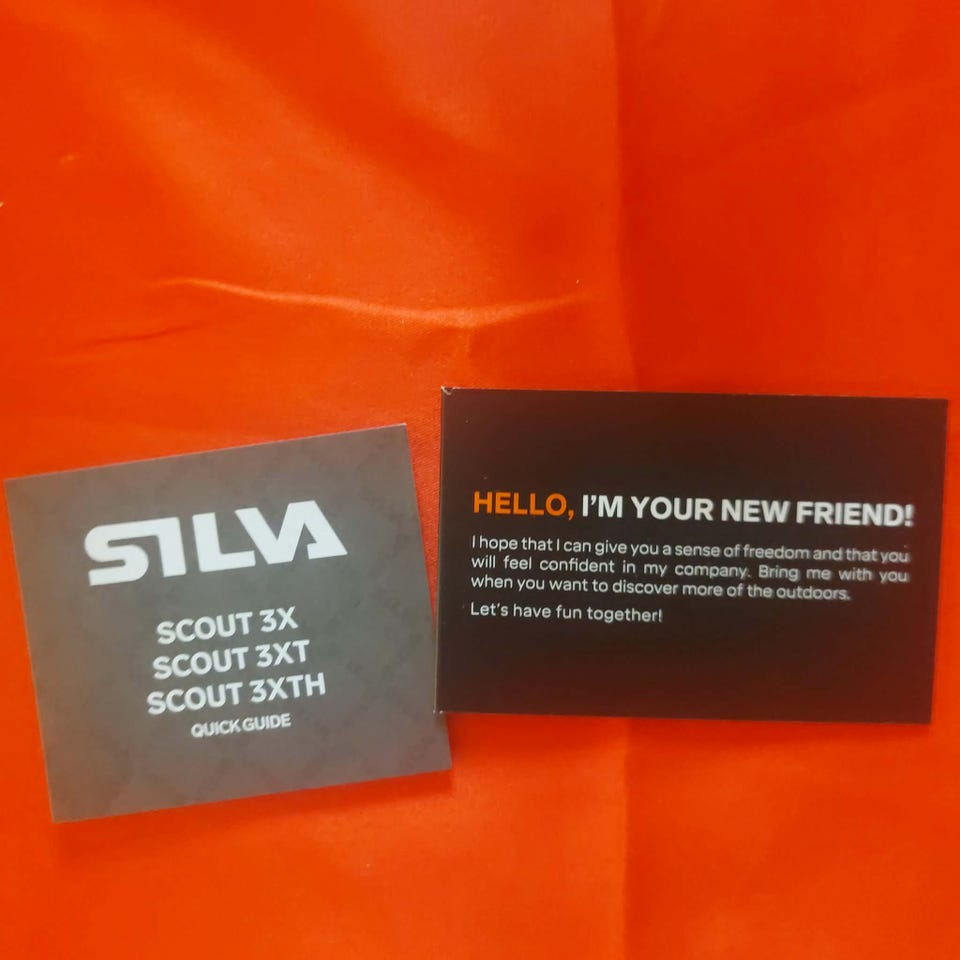 SILVA
SCOUT 3X
SCOUT 3XT
SCOUT 3XTH
QUICK GUIDE
HELLO, I'M YOUR NEW FRIEND!
I hope that I can give you a sense of freedom and that you
will feel confident in my company. Bring me with you
when you want to discover more of the outdoors.
Let's have fun together!